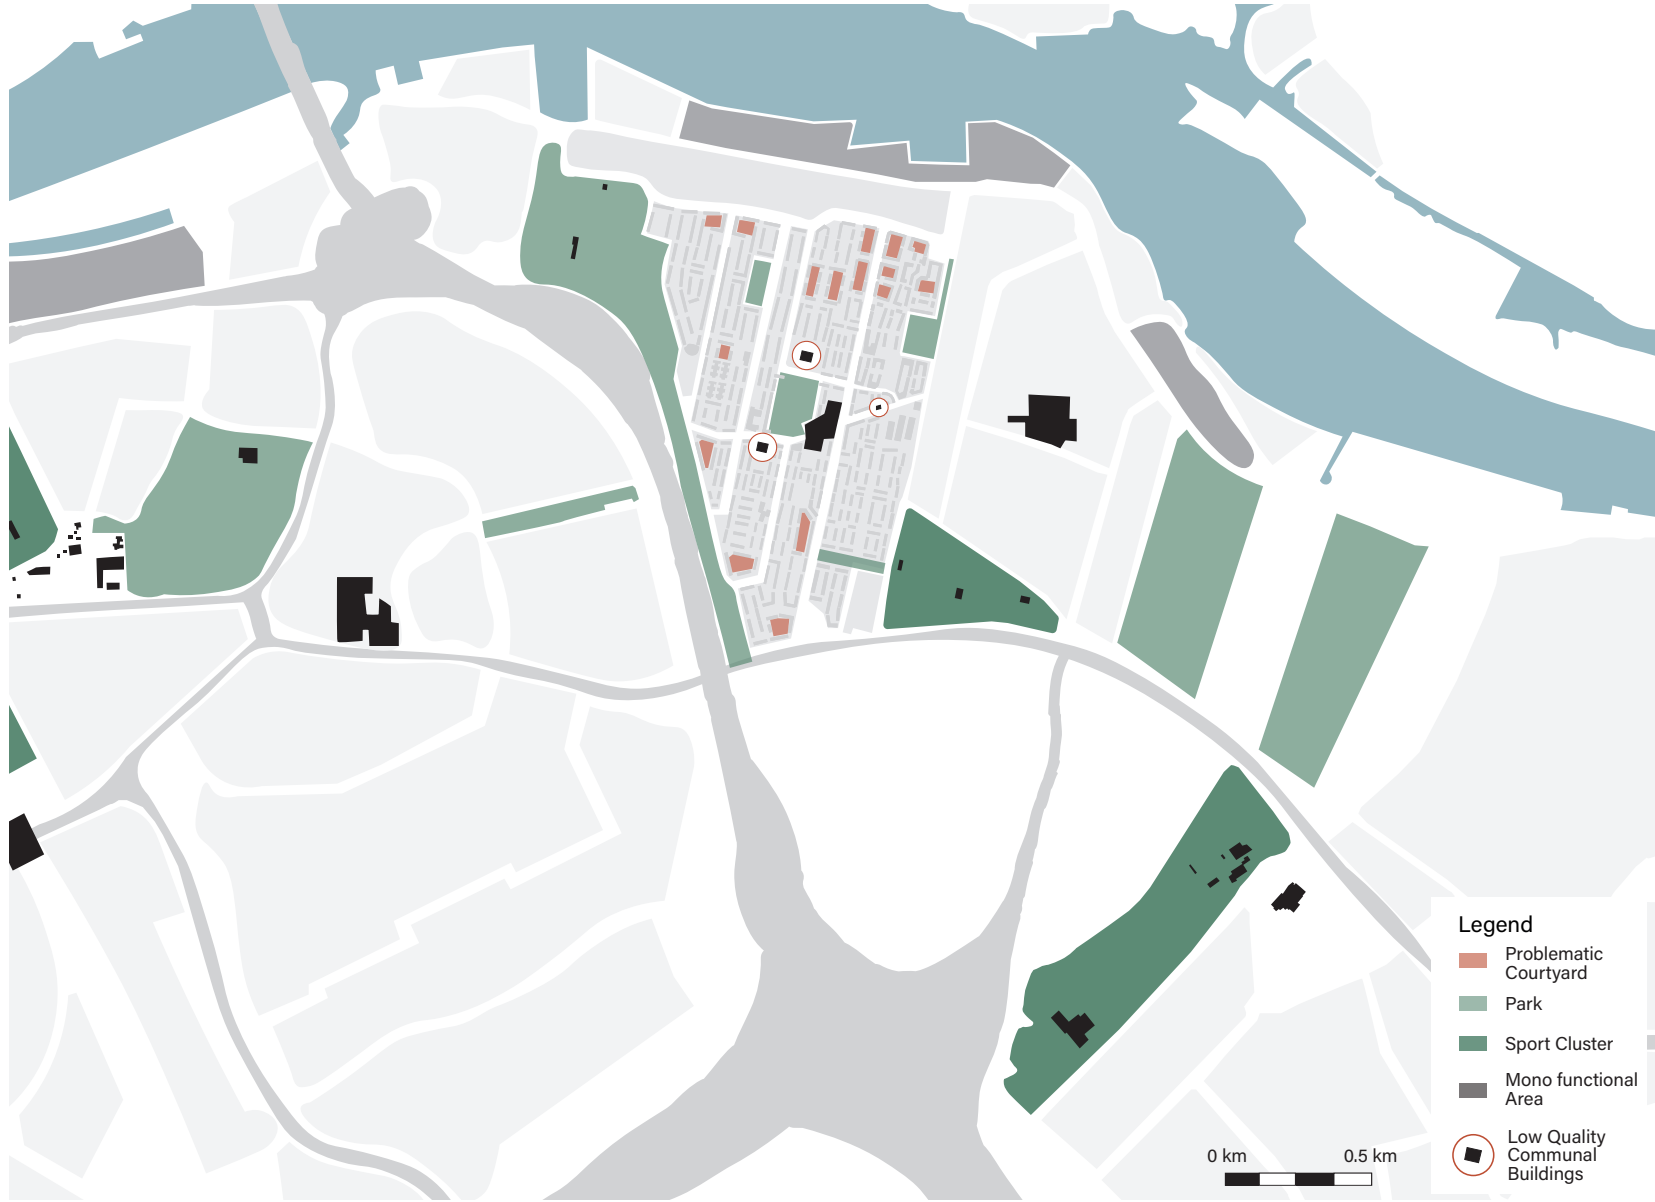 Legend
Problematic
Courtyard
Park
Sport Cluster
Mono functional
Area
Low Quality
Communal
Buildings
0 km
0.5 km